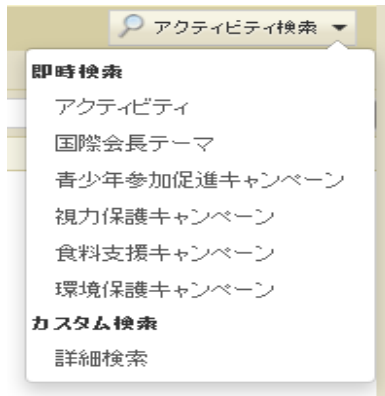 アクティビティ検索
即時検索
アクティビティ
国際会長テーマ
青少年参加促進キャンペーン
視力保護キャンペーン
食料支援キャンペーン
環境保護キャンペーン
カスタム検索
詳細検索